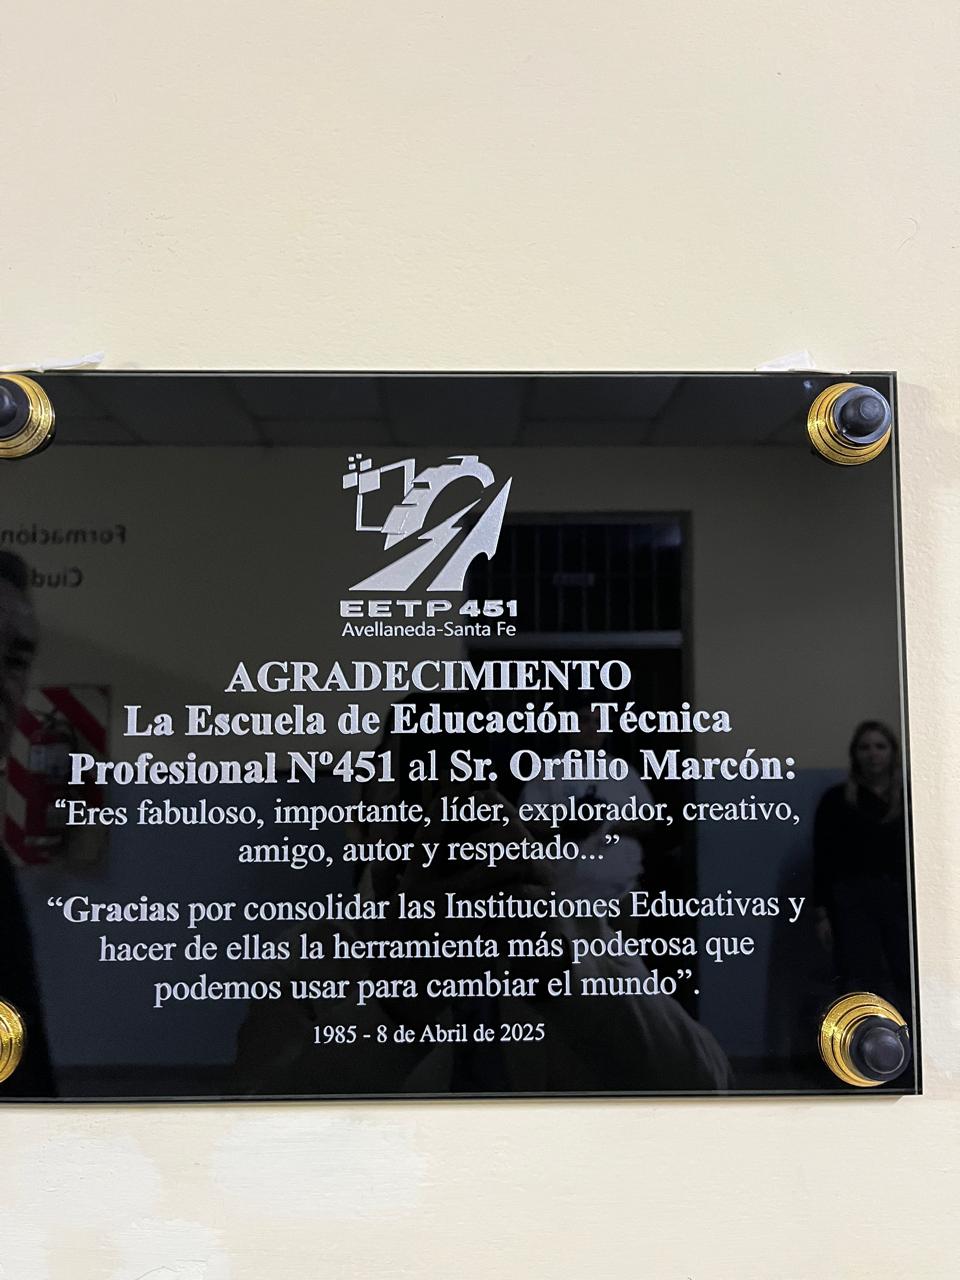 EETP 451
Avellaneda-Santa Fe
AGRADECIMIENTO
La Escuela de Educación Técnica
Profesional Nº451 al Sr. Orfilio Marcón:
“Eres fabuloso, importante, líder, explorador, creativo,
amigo, autor y respetado...”
“Gracias por consolidar las Instituciones Educativas y
hacer de ellas la herramienta más poderosa que
podemos usar para cambiar el mundo”.
1985 - 8 de Abril de 2025
Formación